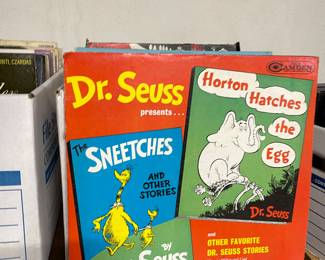 Dr. Seuss
presents...
CAMDEN
Horton
Hatches
the
Egg
Dr. Seuss
The
SNEETCHES
AND
OTHER
STORIES
BY
and
OTHER FAVORITE
DR. SEUSS STORIES